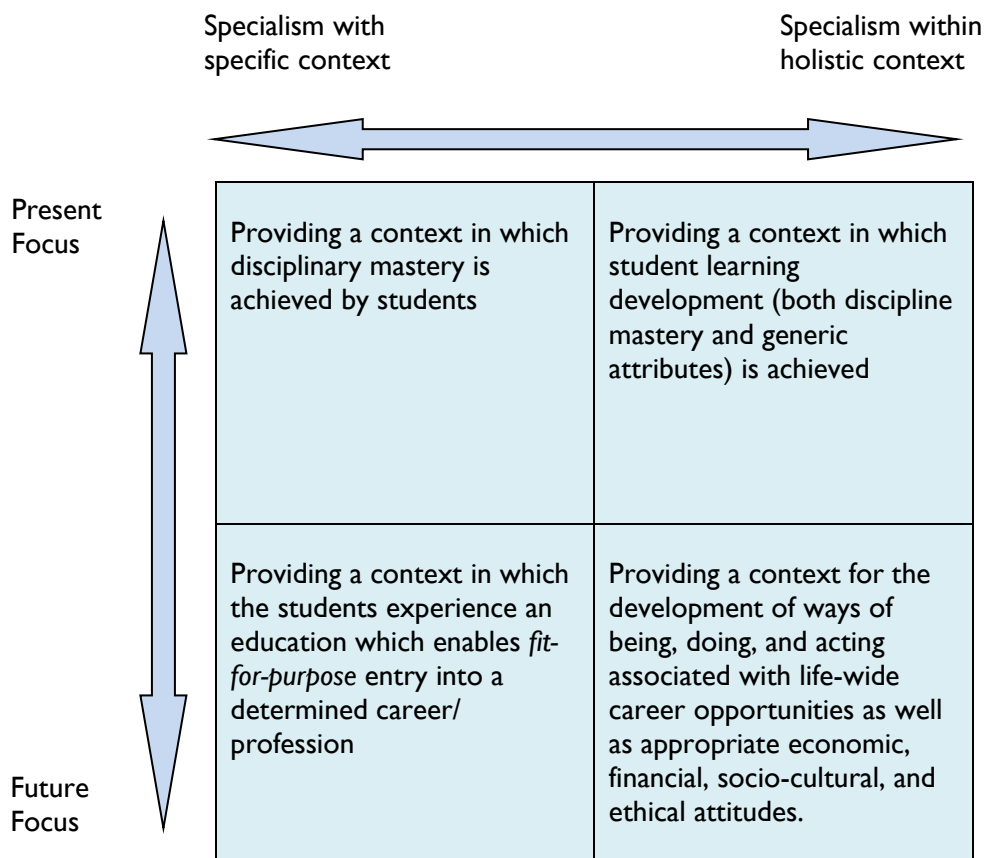 Specialism with
specific context
Specialism within
holistic context
Present
Focus
Providing a context in which
disciplinary mastery is
achieved by students
Providing a context in which
student learning
development (both discipline
mastery and generic
attributes) is achieved
Providing a context in which
the students experience an
education which enables fit-
for-purpose entry into a
determined career/
profession
Providing a context for the
development of ways of
being, doing, and acting
associated with life-wide
career opportunities as well
as appropriate economic,
financial, socio-cultural, and
ethical attitudes.
Future
Focus